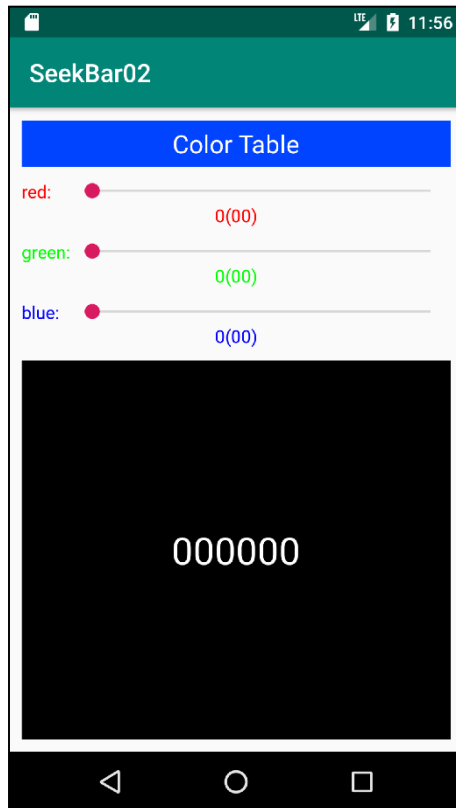 LTE 11:56
SeekBar02
Color Table
red:
0(00)
green:
0(00)
blue:
0(00)
000000